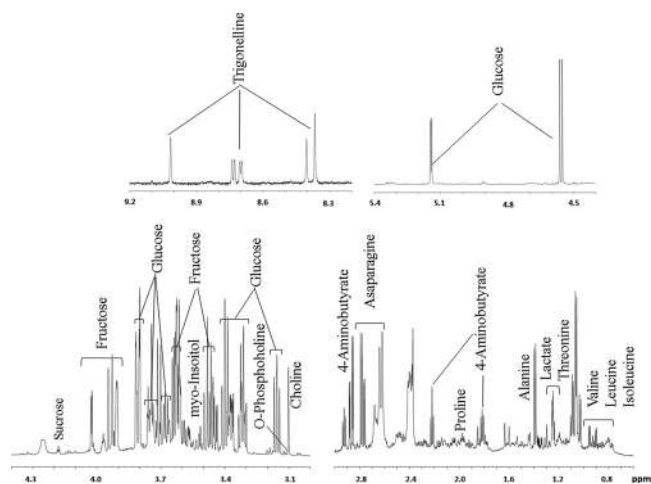 Trigonelline
Glucose
9.2 8.9 8.6 8.3
5.4 5.1 4.8 4.5
Sucrose
Fructose
Glucose
Fructose
myo-Insoitol
Glucose
O-Phosphoholine
Choline
4-Aminobutyrate
Asaparagine
Proline
4-Aminobutyrate
Alanine
Lactate
Threonine
Valine
Leucine
Isoleucine
4.3 4.0 3.7 3.4 3.1
2.8 2.4 2.0 1.6 1.2 0.8 ppm